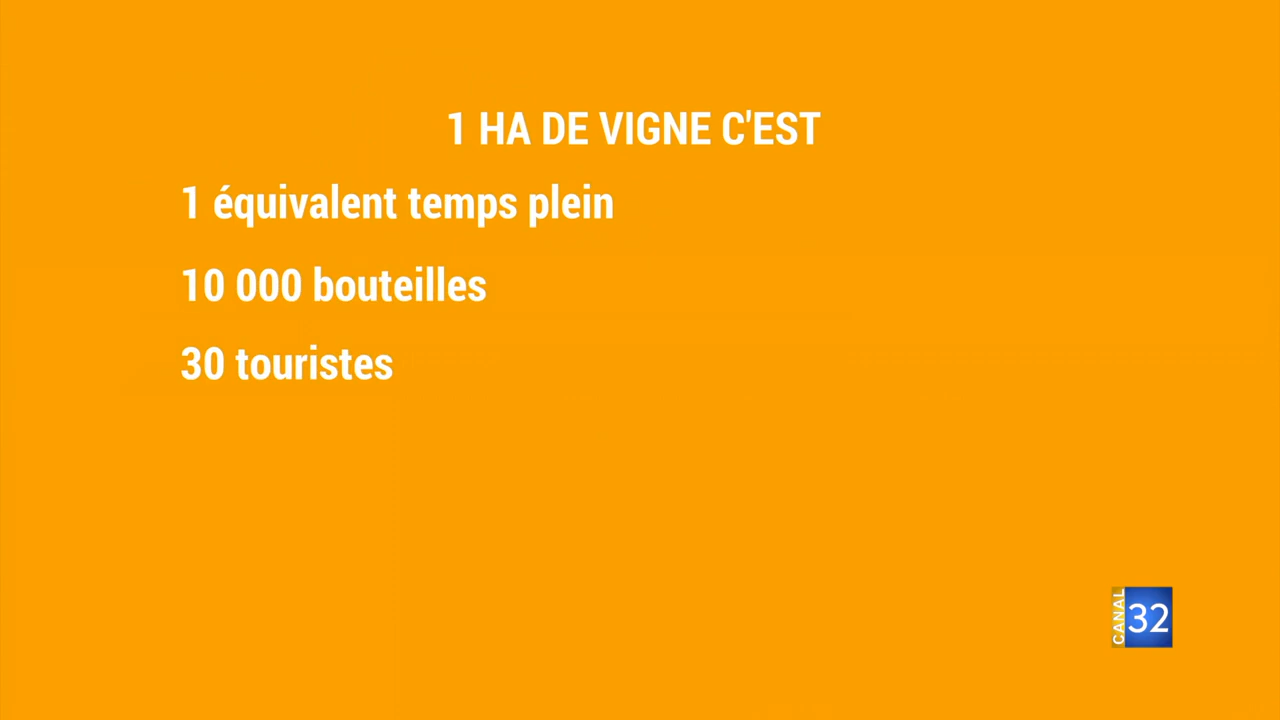 1 HA DE VIGNE C'EST
1 équivalent temps plein
10 000 bouteilles
30 touristes
CANAL 32